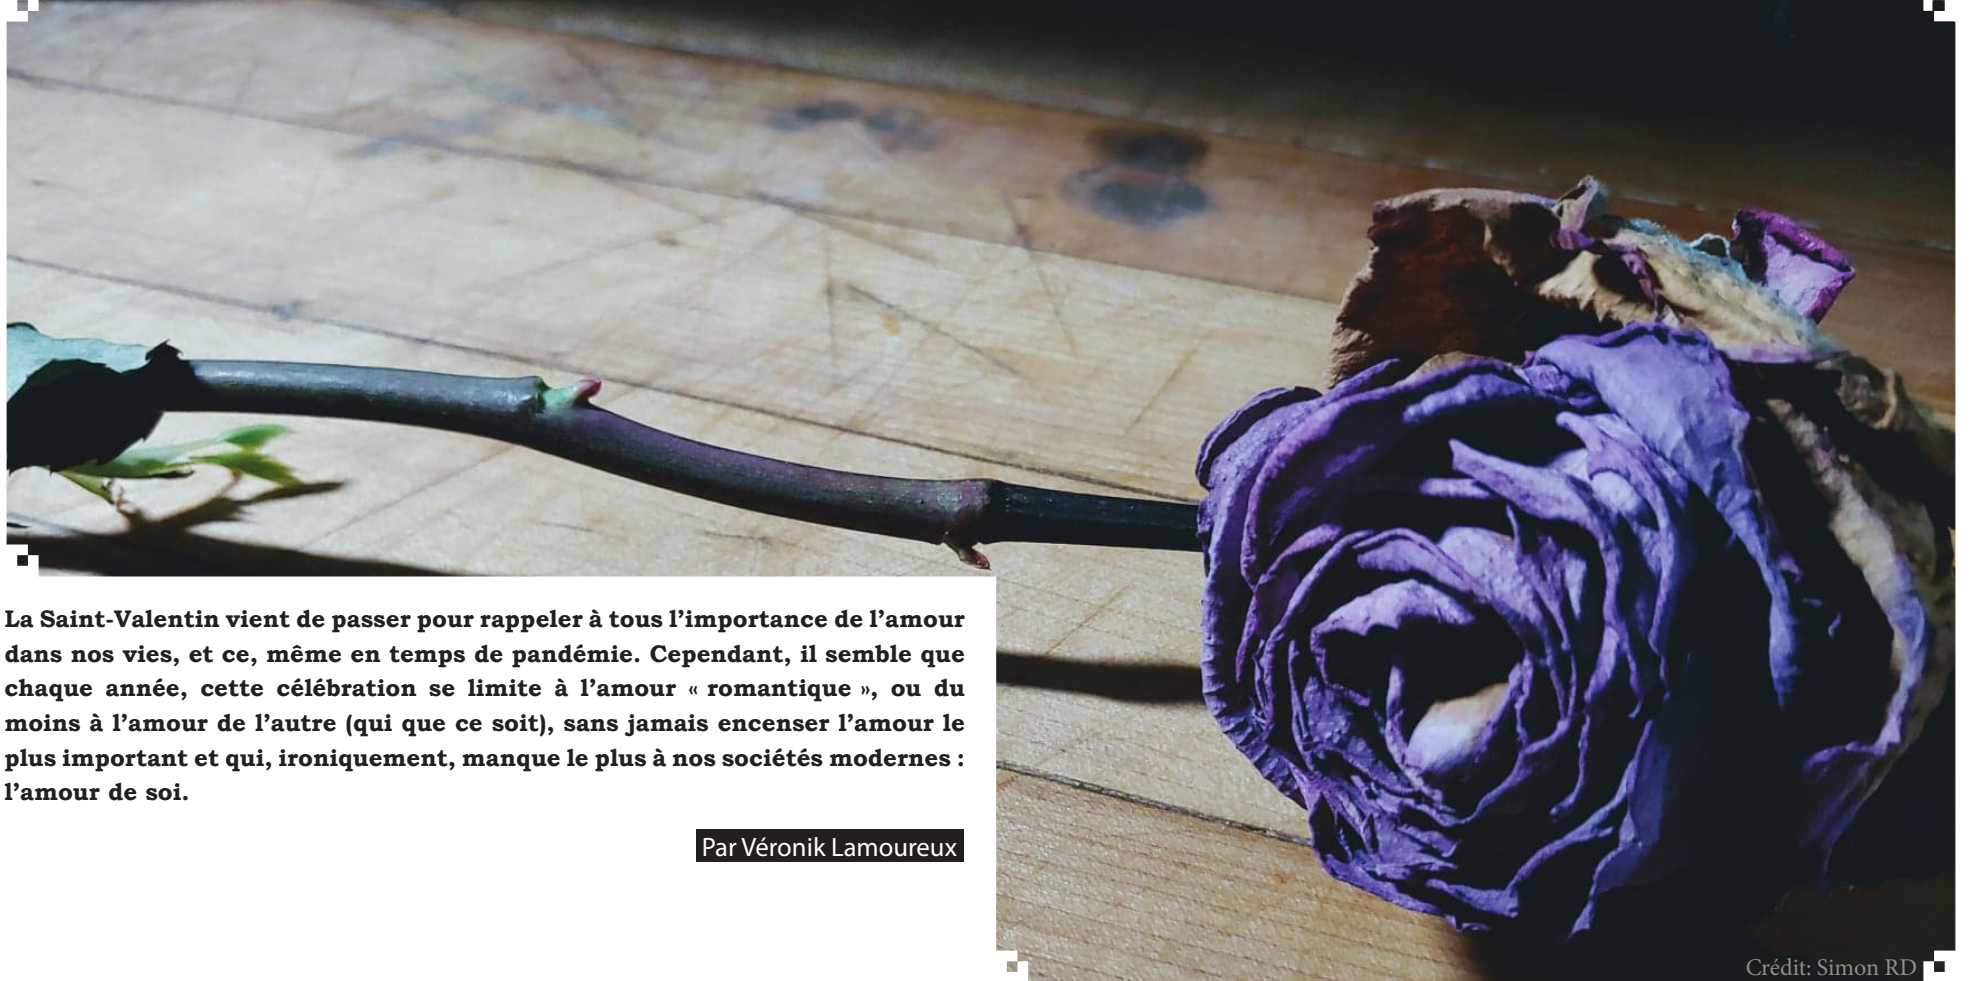 La Saint-Valentin vient de passer pour rappeler à tous l’importance de l’amour
dans nos vies, et ce, même en temps de pandémie. Cependant, il semble que
chaque année, cette célébration se limite à l’amour « romantique », ou du
moins à l’amour de l’autre (qui que ce soit), sans jamais encenser l’amour le
plus important et qui, ironiquement, manque le plus à nos sociétés modernes :
l’amour de soi.
Par Véronik Lamoureux
Crédit: Simon RD